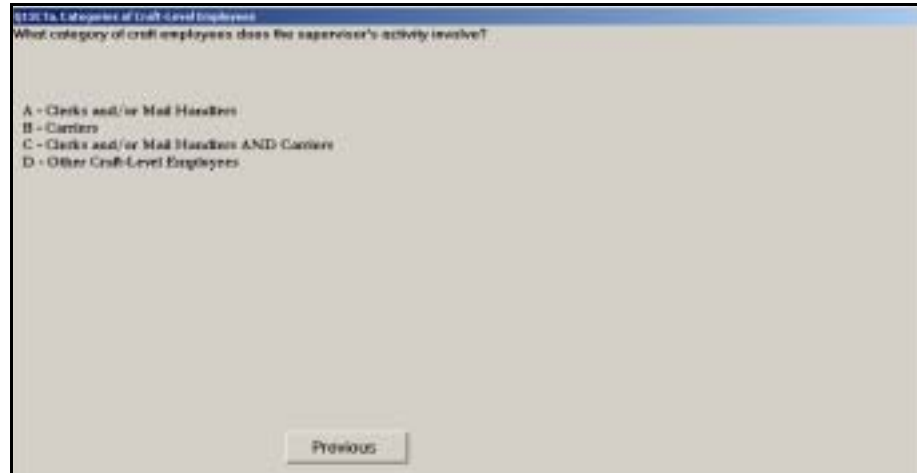 Q13C1a. Categories of Craft-Level Employees
What category of craft employees does the supervisor's activity involve?
A - Clerks and/or Mail Handlers
B - Carriers
C - Clerks and/or Mail Handlers AND Carriers
D - Other Craft-Level Employees
Previous